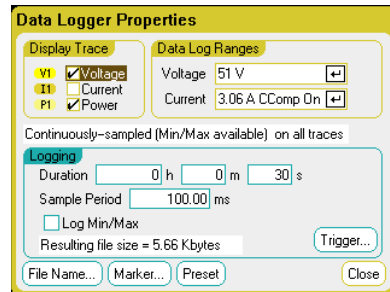 Data Logger Properties
Display Trace
V1 Voltage
I1 Current
P1 Power
Data Log Ranges
Voltage 51 V
Current 3.06 A CComp On
Continuously-sampled (Min/Max available) on all traces
Logging
Duration 0 h 0 m 30 s
Sample Period 100.00 ms
Log Min/Max
Resulting file size = 5.66 Kbytes
Trigger...
File Name... Marker... Preset Close